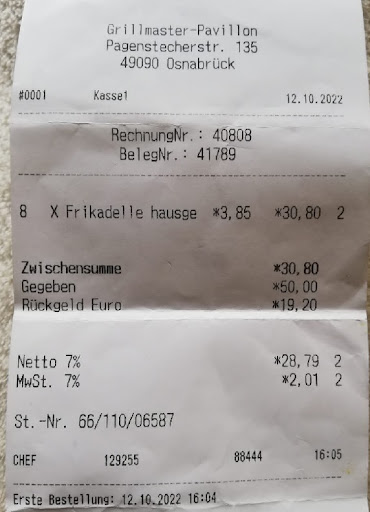 Grillmaster-Pavillon
Pagenstecherstr. 135
49090 Osnabrück
#0001 Kasse1 12.10.2022
RechnungNr.: 40808
BelegNr.: 41789
8 X Frikadelle hausge *3,85 *30,80 2
Zwischensumme *30,80
Gegeben *50,00
Rückgeld Euro *19,20
Netto 7% *28,79 2
MwSt. 7% *2,01 2
St.-Nr. 66/110/06587
CHEF 129255 88444 16:05
Erste Bestellung: 12.10.2022 16:04